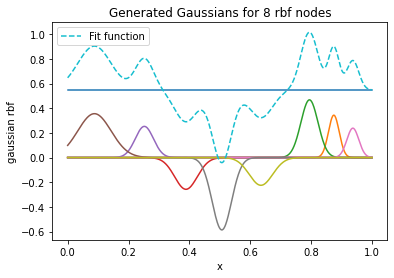 Generated Gaussians for 8 rbf nodes
Fit function
gaussian rbf
1.0
0.8
0.6
0.4
0.2
0.0
−0.2
−0.4
−0.6
0.0 0.2 0.4 0.6 0.8 1.0
x